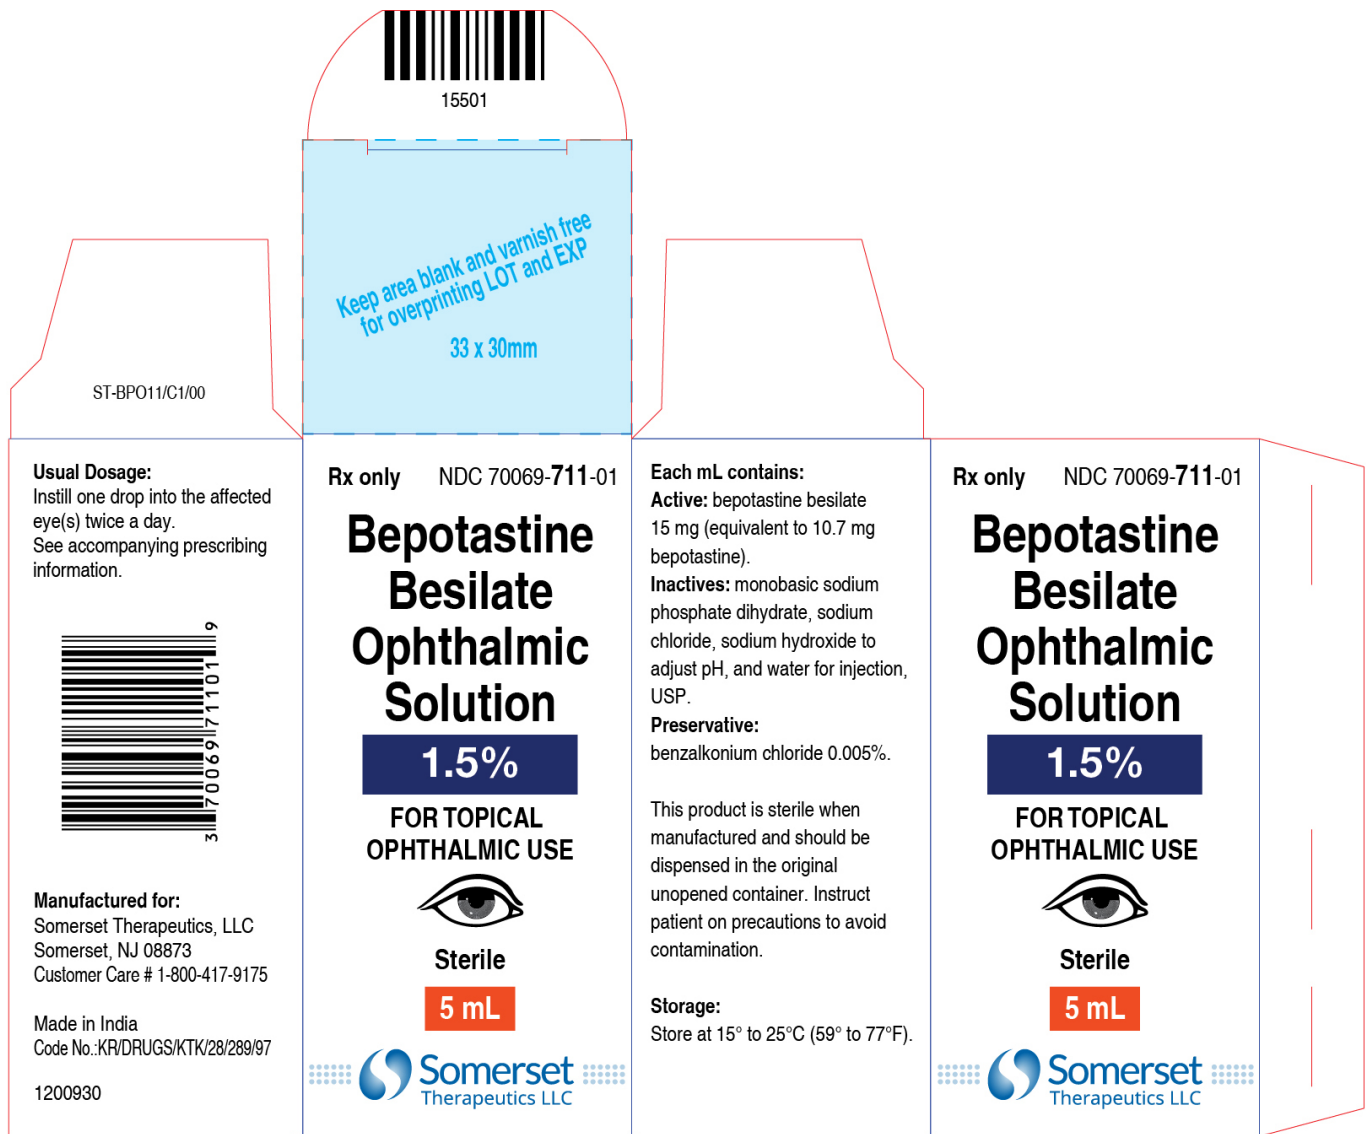 15501
Keep area blank and varnish free
for overprinting LOT and EXP
33 x 30mm
ST-BPO11/C1/00
Usual Dosage:
Instill one drop into the affected
eye(s) twice a day.
See accompanying prescribing
information.
3 70069 71101 9
Manufactured for:
Somerset Therapeutics, LLC
Somerset, NJ 08873
Customer Care # 1-800-417-9175
Made in India
Code No.:KR/DRUGS/KTK/28/289/97
1200930
Rx only NDC 70069-711-01
Bepotastine
Besilate
Ophthalmic
Solution
1.5%
FOR TOPICAL
OPHTHALMIC USE
Sterile
5 mL
Somerset
Therapeutics LLC
Each mL contains:
Active: bepotastine besilate
15 mg (equivalent to 10.7 mg
bepotastine).
Inactives: monobasic sodium
phosphate dihydrate, sodium
chloride, sodium hydroxide to
adjust pH, and water for injection,
USP.
Preservative:
benzalkonium chloride 0.005%.
This product is sterile when
manufactured and should be
dispensed in the original
unopened container. Instruct
patient on precautions to avoid
contamination.
Storage:
Store at 15° to 25°C (59° to 77°F).
Rx only NDC 70069-711-01
Bepotastine
Besilate
Ophthalmic
Solution
1.5%
FOR TOPICAL
OPHTHALMIC USE
Sterile
5 mL
Somerset
Therapeutics LLC